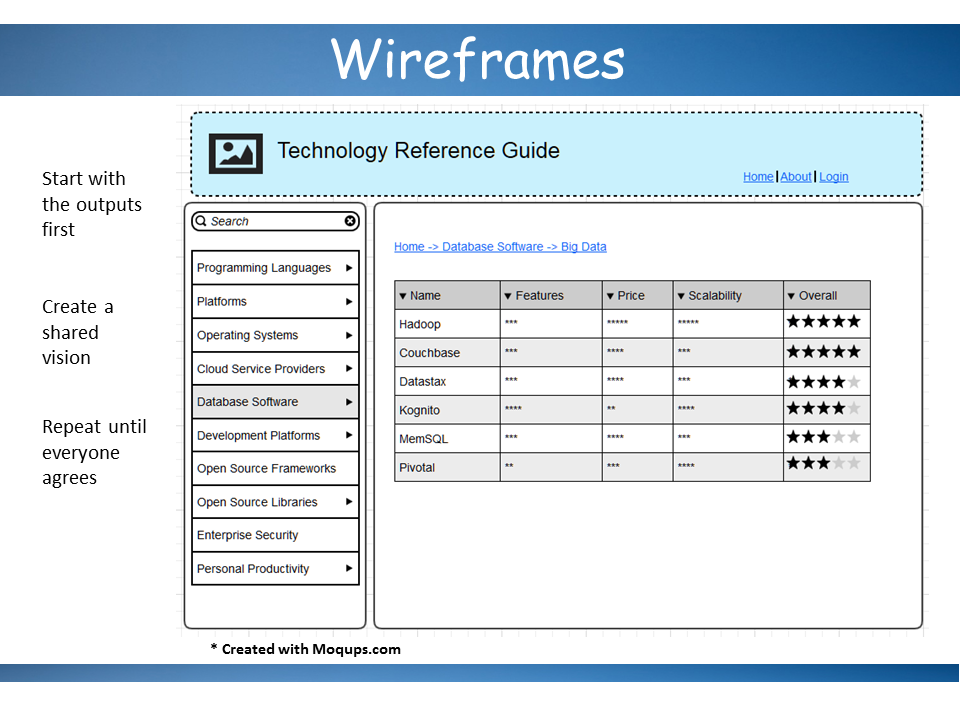 Wireframes
Start with
the outputs
first
Create a
shared
vision
Repeat until
everyone
agrees
Technology Reference Guide
Home | About | Login
Search
Programming Languages
Platforms
Operating Systems
Cloud Service Providers
Database Software
Development Platforms
Open Source Frameworks
Open Source Libraries
Enterprise Security
Personal Productivity
Home -> Database Software -> Big Data
Name Features Price Scalability Overall
Hadoop *** ***** ***** ★★★★★
Couchbase *** **** *** ★★★★★
Datastax *** **** *** ★★★★★
Kognito **** ** **** ★★★★★
MemSQL *** **** *** ★★★★★
Pivotal ** *** **** ★★★★★
* Created with Moqups.com